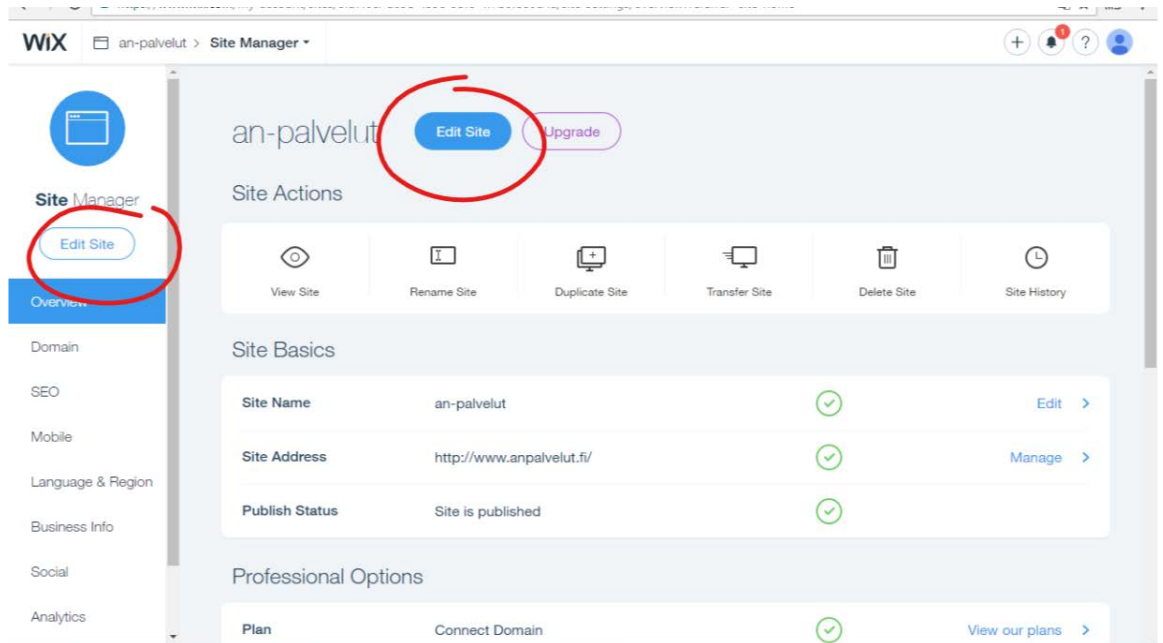 WiX an-palvelut > Site Manager
1 ?
an-palvelut Edit Site Upgrade
Site Manager
Edit Site
Overview
Domain
SEO
Mobile
Language & Region
Business Info
Social
Analytics
Site Actions
View Site Rename Site Duplicate Site Transfer Site Delete Site Site History
Site Basics
Site Name an-palvelut Edit >
Site Address http://www.anpalvelut.fi/ Manage >
Publish Status Site is published
Professional Options
Plan Connect Domain View our plans >